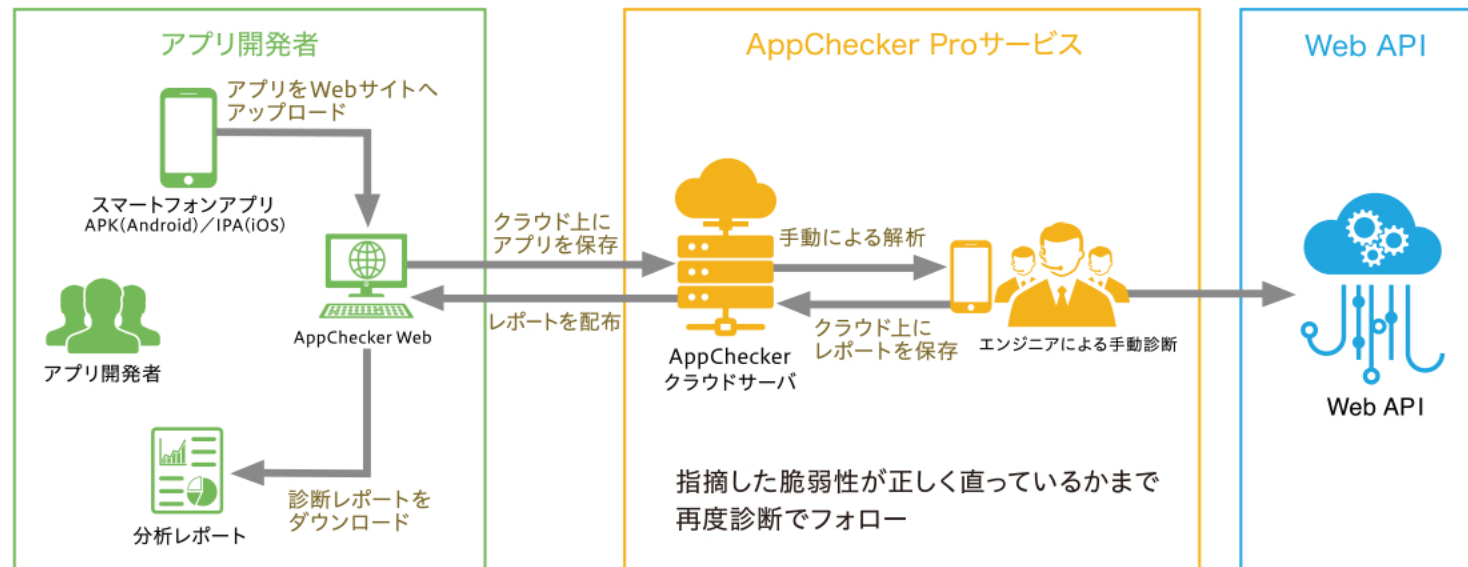 アプリ開発者
アプリをWebサイトへ
アップロード
スマートフォンアプリ
APK(Android)／IPA(iOS)
AppChecker Web
アプリ開発者
分析レポート
診断レポートを
ダウンロード
クラウド上に
アプリを保存
レポートを配布
AppChecker Proサービス
AppChecker
クラウドサーバ
手動による解析
クラウド上に
レポートを保存
エンジニアによる手動診断
指摘した脆弱性が正しく直っているかまで
再度診断でフォロー
Web API
Web API